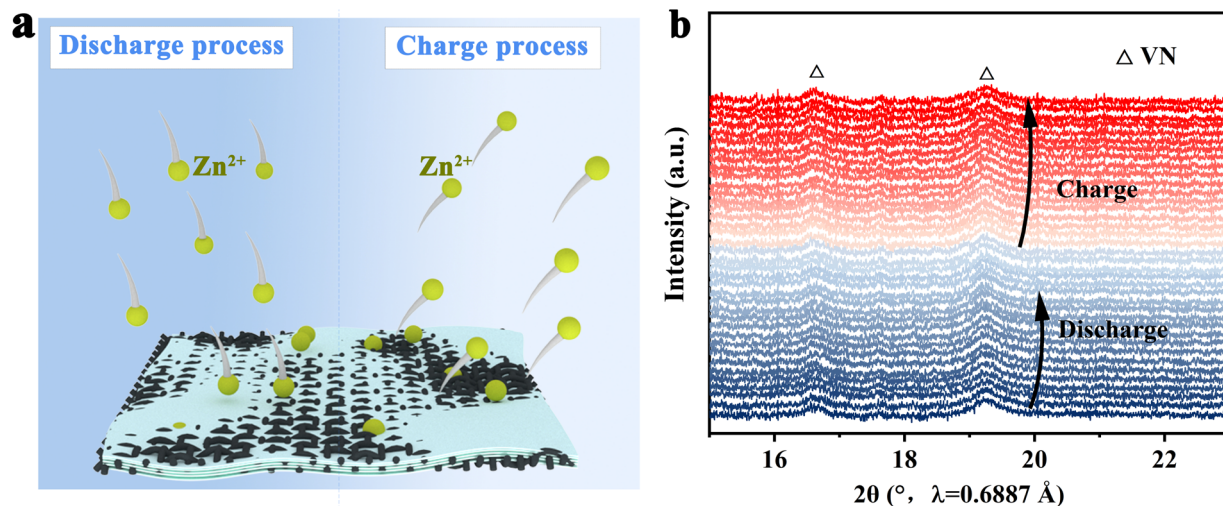 a
Discharge process
Charge process
Zn²⁺
Zn²⁺
b
△ VN
Charge
Discharge
Intensity (a.u.)
16
18
20
22
2θ (°, λ=0.6887 Å)